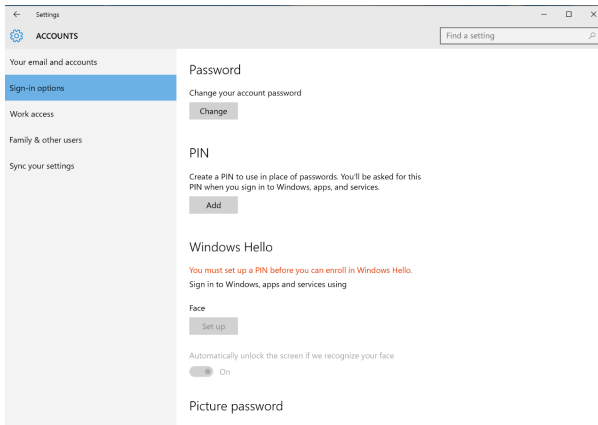 Settings
ACCOUNTS
Find a setting
Your email and accounts
Sign-in options
Work access
Family & other users
Sync your settings
Password
Change your account password
Change
PIN
Create a PIN to use in place of passwords. You'll be asked for this
PIN when you sign in to Windows, apps, and services.
Add
Windows Hello
You must set up a PIN before you can enroll in Windows Hello.
Sign in to Windows, apps and services using
Face
Set up
Automatically unlock the screen if we recognize your face
On
Picture password